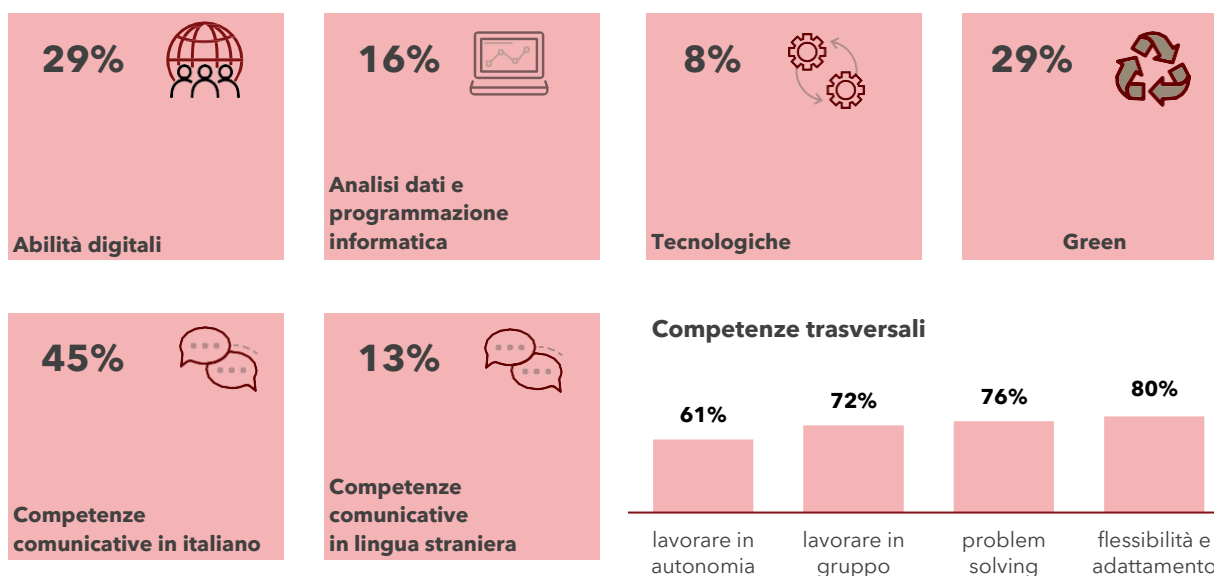 29%
Abilità digitali
16%
Analisi dati e
programmazione
informatica
8%
Tecnologiche
29%
Green
45%
Competenze
comunicative in italiano
13%
Competenze
comunicative
in lingua straniera
Competenze trasversali
61%
72%
76%
80%
lavorare in
autonomia
lavorare in
gruppo
problem
solving
flessibilità e
adattamento